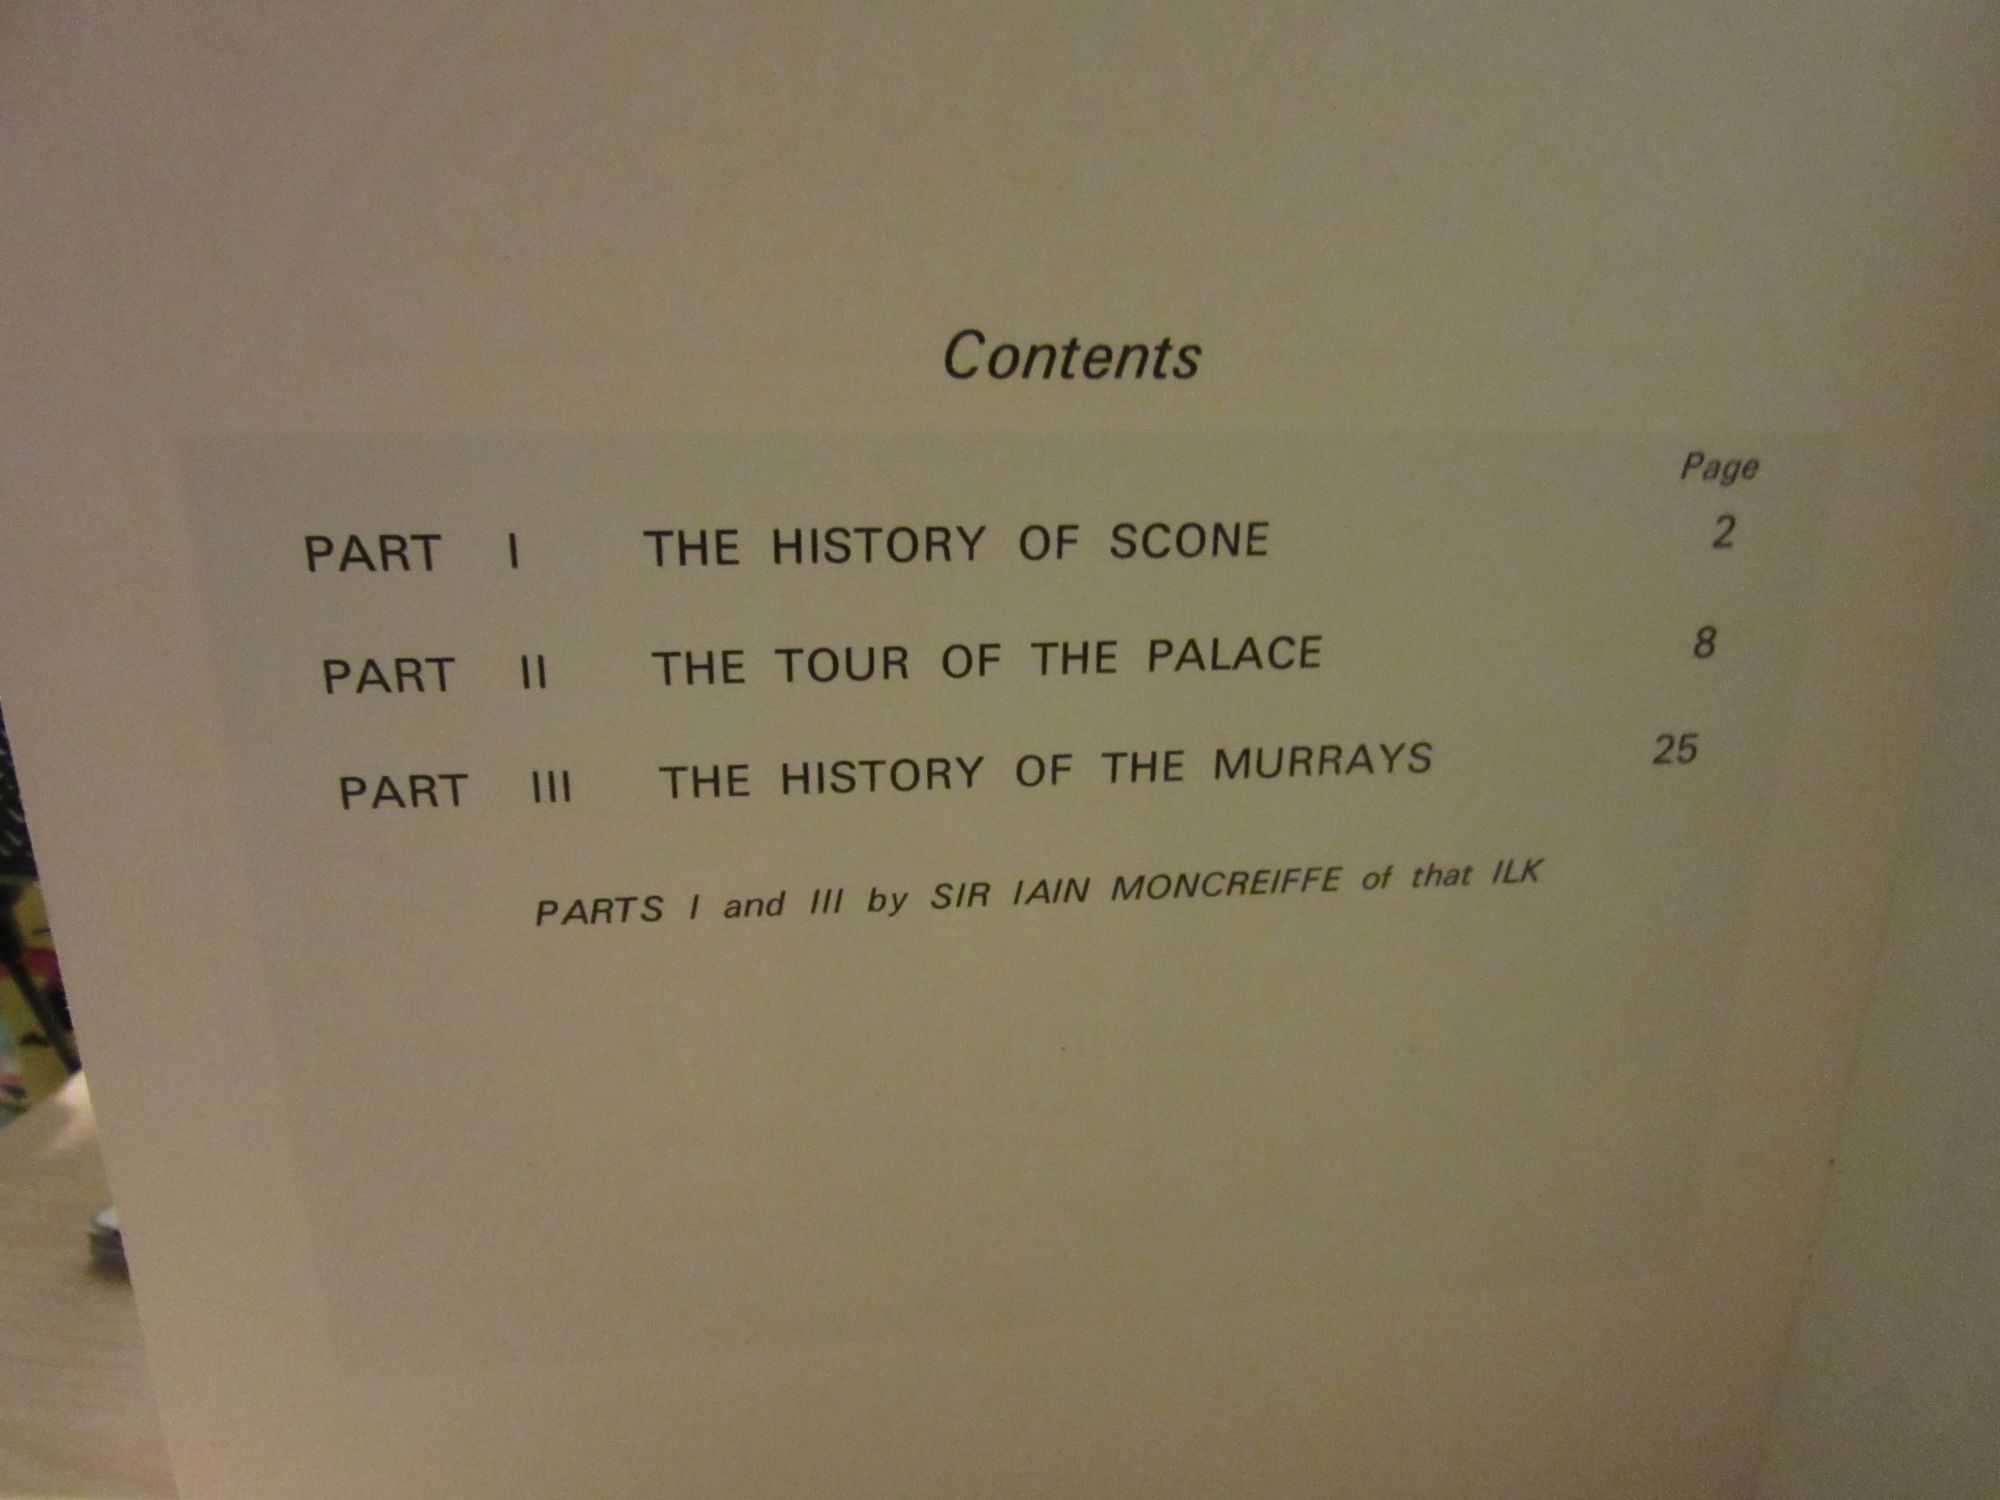 Contents
Page
PART I THE HISTORY OF SCONE 2
PART II THE TOUR OF THE PALACE 8
PART III THE HISTORY OF THE MURRAYS 25
PARTS I and III by SIR IAIN MONCREIFFE of that ILK